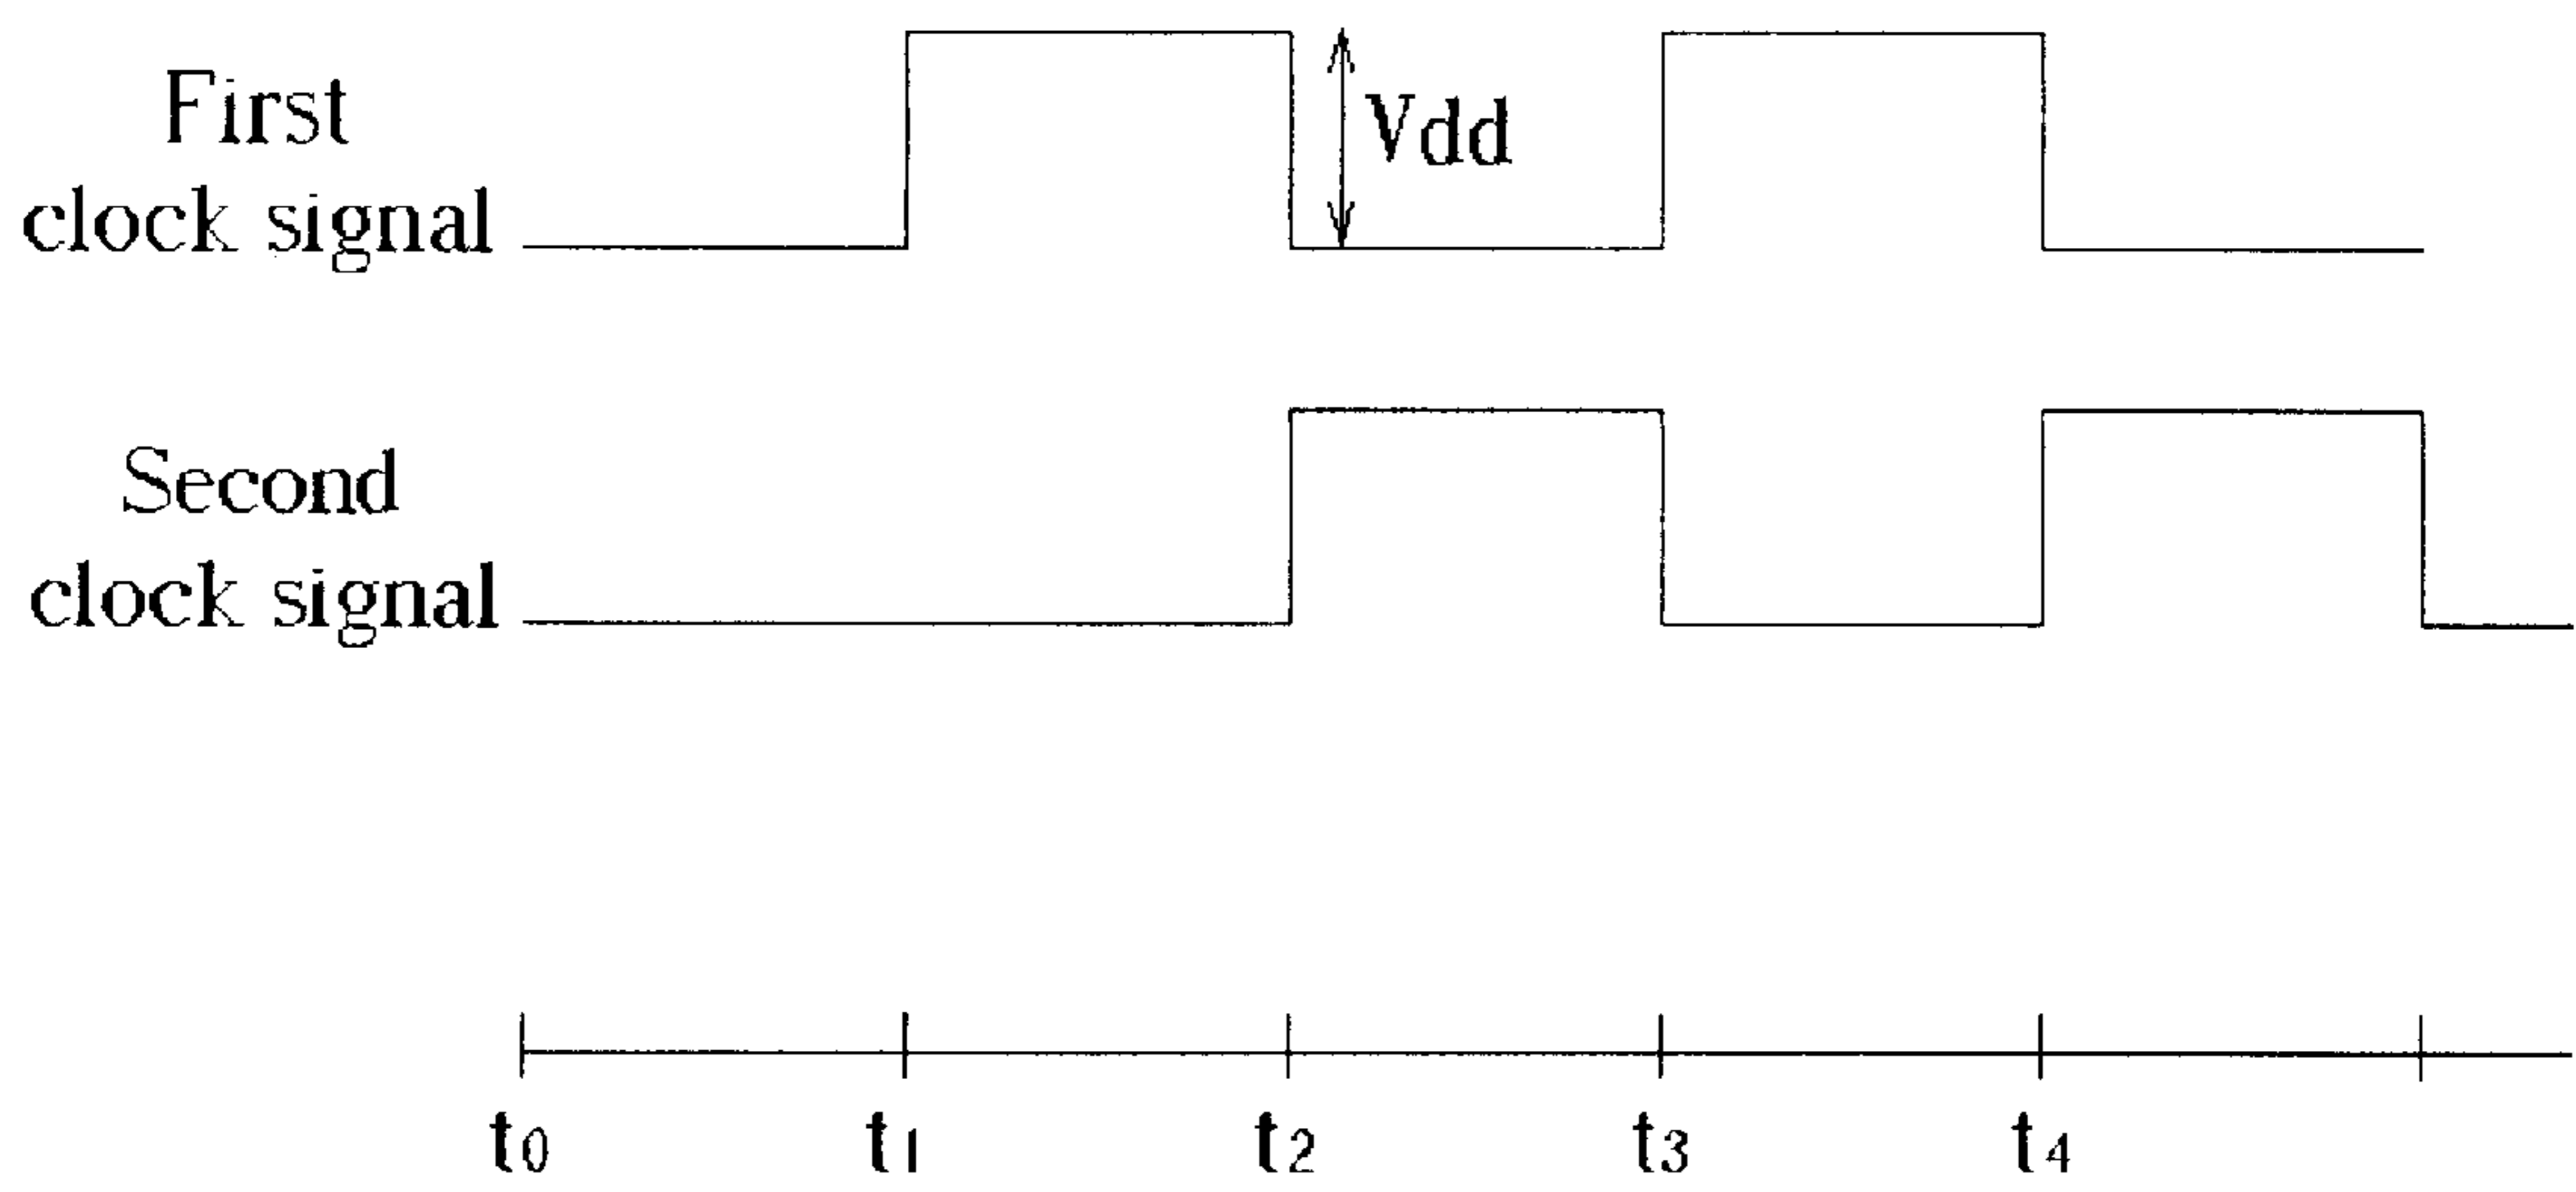 First
clock signal
Vdd
Second
clock signal
t0 t1 t2 t3 t4